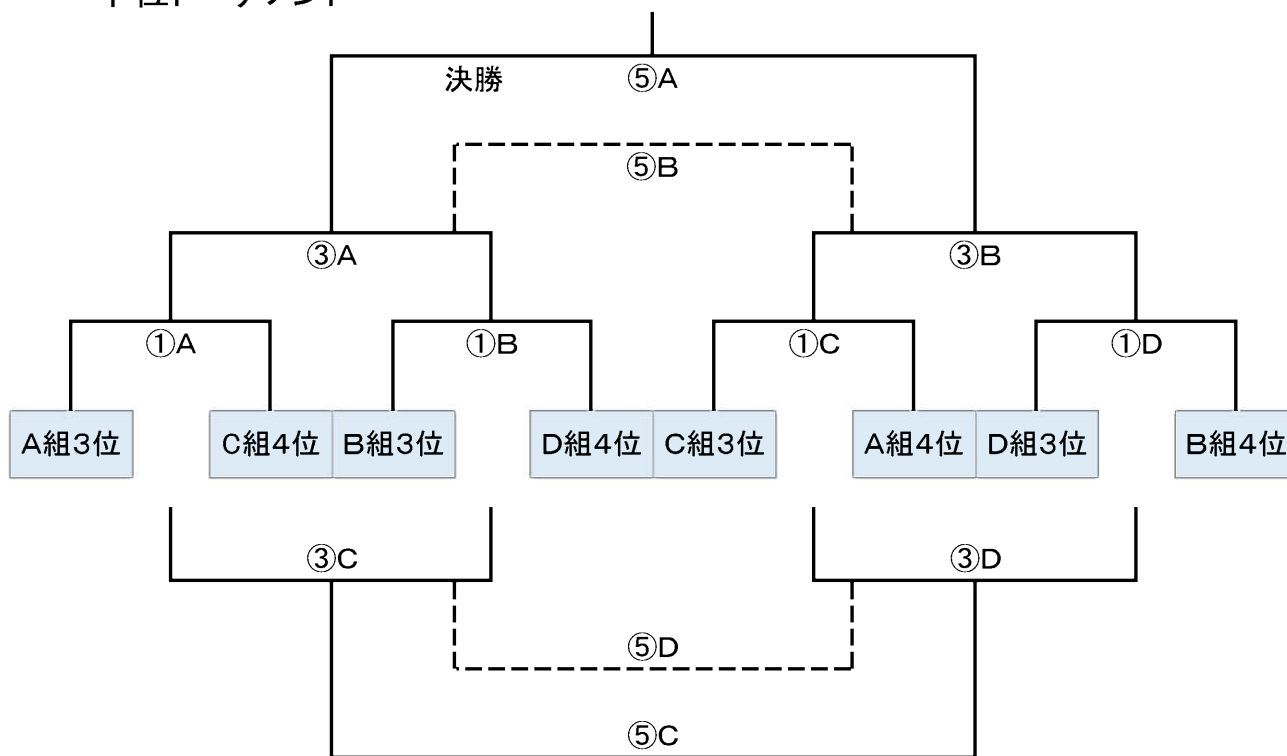 決勝 ⑤A
⑤B
③A ③B
①A ①B ①C ①D
A組3位 C組4位 B組3位 D組4位 C組3位 A組4位 D組3位 B組4位
③C ③D
⑤D
⑤C